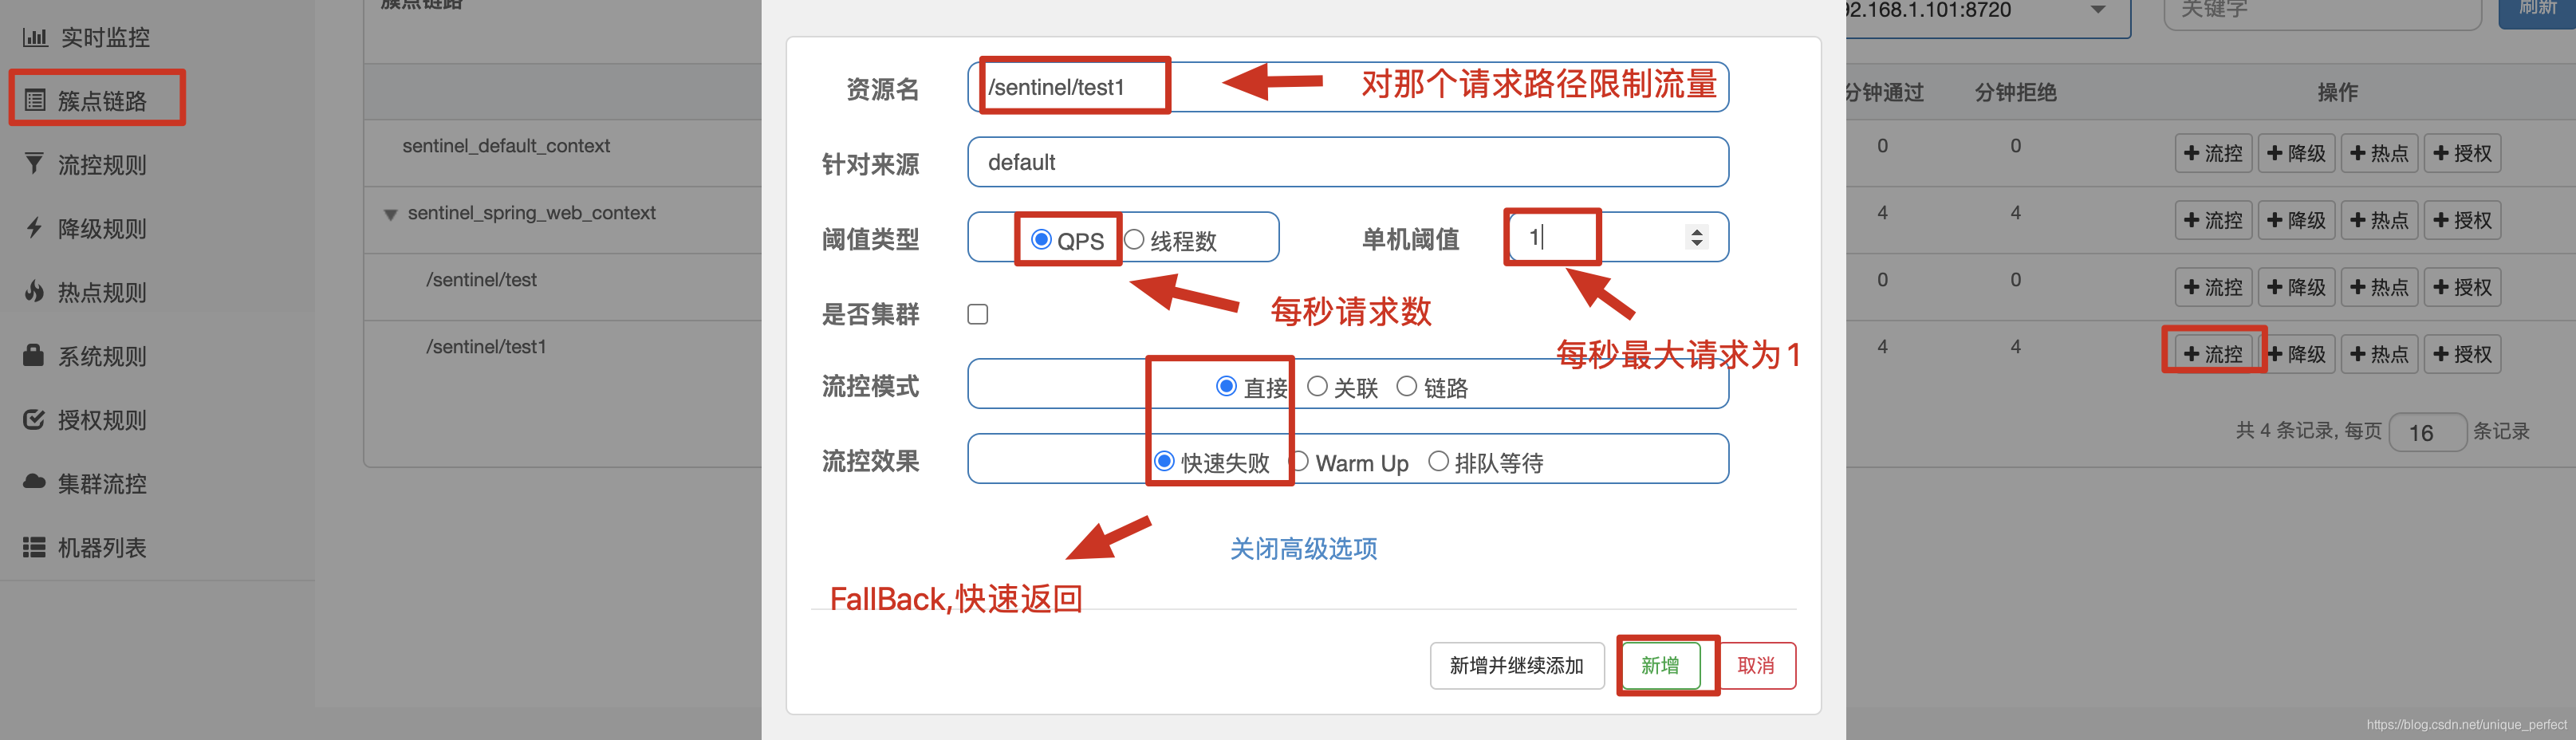 实时监控
簇点链路
流控规则
降级规则
热点规则
系统规则
授权规则
集群流控
机器列表
簇点链路
sentinel_default_context
sentinel_spring_web_context
/sentinel/test
/sentinel/test1
资源名 /sentinel/test1 对那个请求路径限制流量
针对来源 default
阈值类型 QPS 线程数 单机阈值 1
是否集群 每秒请求数
每秒最大请求为1
流控模式 直接 关联 链路
流控效果 快速失败 Warm Up 排队等待
关闭高级选项
FallBack,快速返回
新增并继续添加 新增 取消
92.168.1.101:8720 关键字 刷新
分钟通过 分钟拒绝 操作
0 0 流控 降级 热点 授权
4 4 流控 降级 热点 授权
0 0 流控 降级 热点 授权
4 4 流控 降级 热点 授权
共 4 条记录, 每页 16 条记录
https://blog.csdn.net/unique_perfect